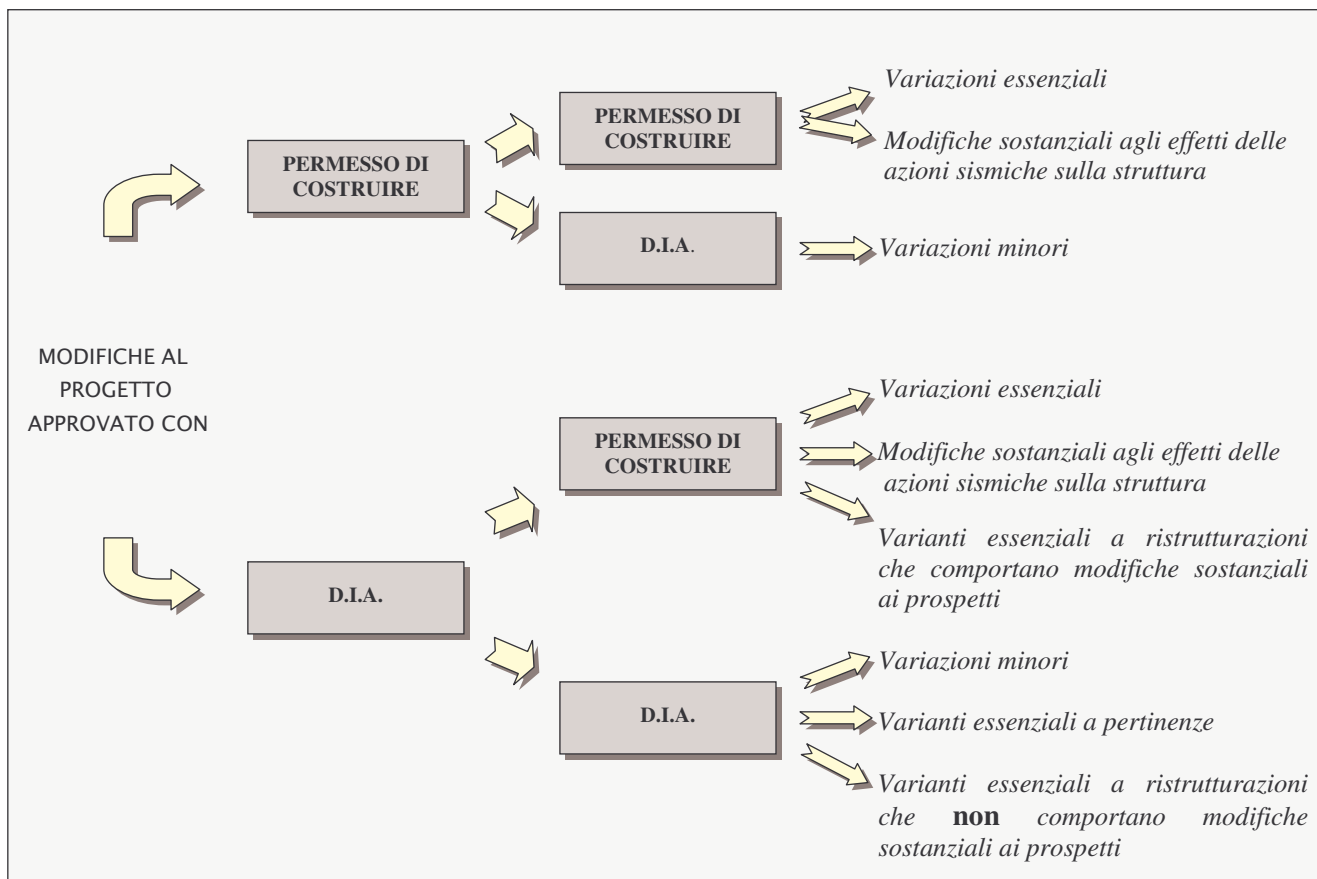 MODIFICHE AL
PROGETTO
APPROVATO CON
PERMESSO DI
COSTRUIRE
PERMESSO DI
COSTRUIRE
Variazioni essenziali
Modifiche sostanziali agli effetti delle
azioni sismiche sulla struttura
D.I.A.
Variazioni minori
D.I.A.
PERMESSO DI
COSTRUIRE
Variazioni essenziali
Modifiche sostanziali agli effetti delle
azioni sismiche sulla struttura
Varianti essenziali a ristrutturazioni
che comportano modifiche sostanziali
ai prospetti
D.I.A.
Variazioni minori
Varianti essenziali a pertinenze
Varianti essenziali a ristrutturazioni
che non comportano modifiche
sostanziali ai prospetti